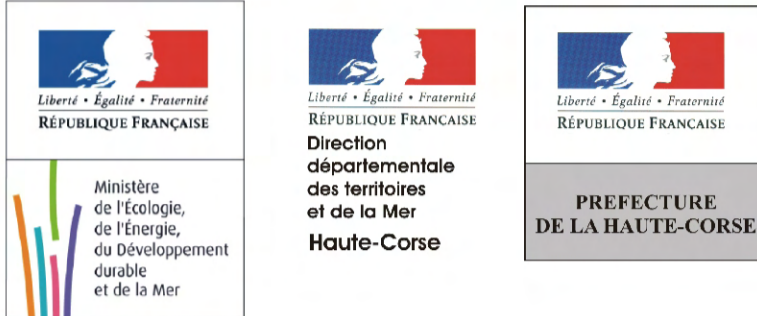 Liberté • Égalité • Fraternité
RÉPUBLIQUE FRANÇAISE
Ministère
de l'Écologie,
de l'Énergie,
du Développement
durable
et de la Mer
Liberté • Égalité • Fraternité
RÉPUBLIQUE FRANÇAISE
Direction
départementale
des territoires
et de la Mer
Haute-Corse
Liberté • Égalité • Fraternité
RÉPUBLIQUE FRANÇAISE
PREFECTURE
DE LA HAUTE-CORSE